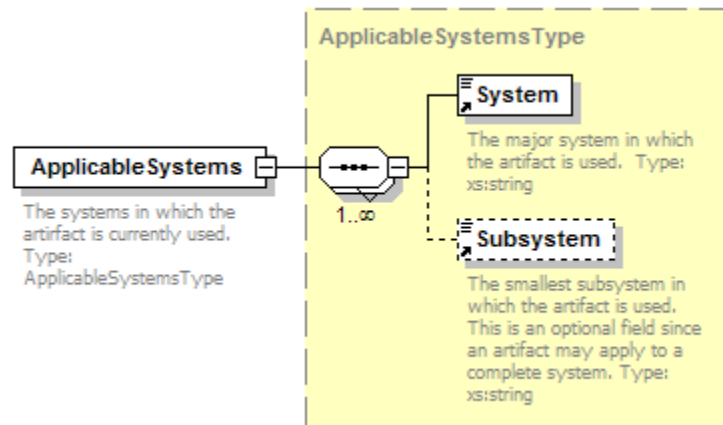 ApplicableSystemsType
System
The major system in which
the artifact is used. Type:
xs:string
ApplicableSystems
The systems in which the
artirfact is currently used.
Type:
ApplicableSystemsType
1..∞
Subsystem
The smallest subsystem in
which the artifact is used.
This is an optional field since
an artifact may apply to a
complete system. Type:
xs:string